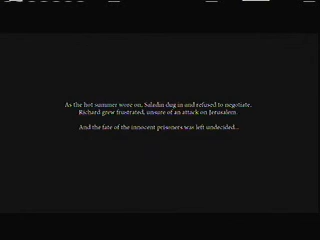 As the hot summer wore on, Saladin dug in and refused to negotiate.
Richard grew frustrated, unsure of an attack on Jerusalem.
And the fate of the innocent prisoners was left undecided...